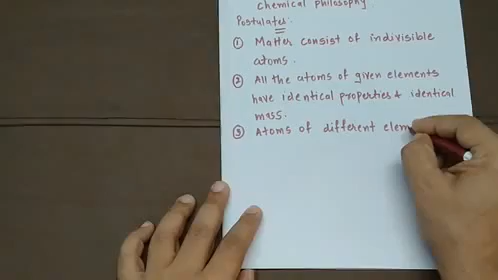 Chemical philosophy
Postulates:
① Matter consist of indivisible
atoms.
② All the atoms of given elements
have identical properties & identical
mass.
③ Atoms of different elem